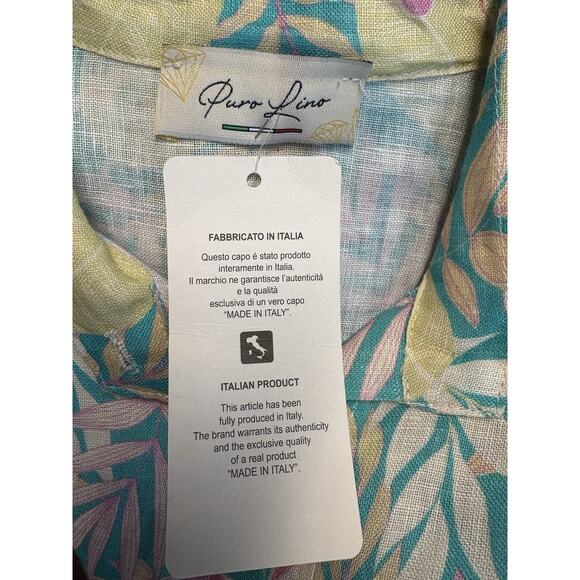 Puro Lino
FABBRICATO IN ITALIA
Questo capo é stato prodotto
interamente in Italia.
Il marchio ne garantisce l'autenticità
e la qualità
esclusiva di un vero capo
"MADE IN ITALY".
ITALIAN PRODUCT
This article has been
fully produced in Italy.
The brand warrants its authenticity
and the exclusive quality
of a real product
"MADE IN ITALY".